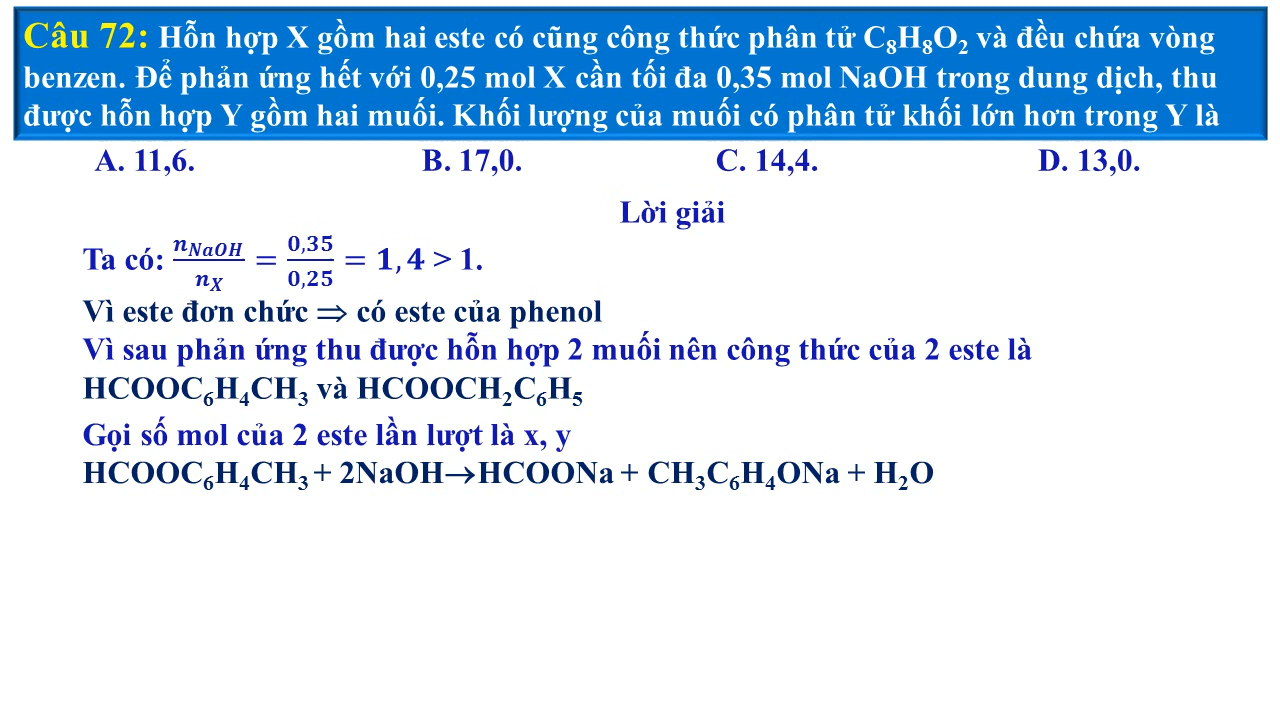 Câu 72: Hỗn hợp X gồm hai este có cũng công thức phân tử C₈H₈O₂ và đều chứa vòng
benzen. Để phản ứng hết với 0,25 mol X cần tối đa 0,35 mol NaOH trong dung dịch, thu
được hỗn hợp Y gồm hai muối. Khối lượng của muối có phân tử khối lớn hơn trong Y là
A. 11,6. B. 17,0. C. 14,4. D. 13,0.
Lời giải
Ta có: n_NaOH/n_X = 0,35/0,25 = 1,4 > 1.
Vì este đơn chức ⇒ có este của phenol
Vì sau phản ứng thu được hỗn hợp 2 muối nên công thức của 2 este là
HCOOC₆H₄CH₃ và HCOOCH₂C₆H₅
Gọi số mol của 2 este lần lượt là x, y
HCOOC₆H₄CH₃ + 2NaOH→HCOONa + CH₃C₆H₄ONa + H₂O